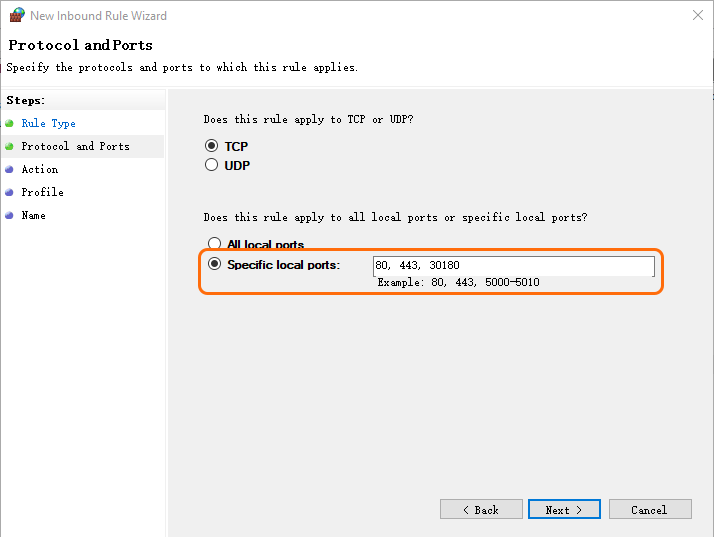 New Inbound Rule Wizard
Protocol and Ports
Specify the protocols and ports to which this rule applies.
Steps:
Rule Type
Protocol and Ports
Action
Profile
Name
Does this rule apply to TCP or UDP?
TCP
UDP
Does this rule apply to all local ports or specific local ports?
All local ports
Specific local ports: 80, 443, 30180
Example: 80, 443, 5000-5010
< Back Next > Cancel